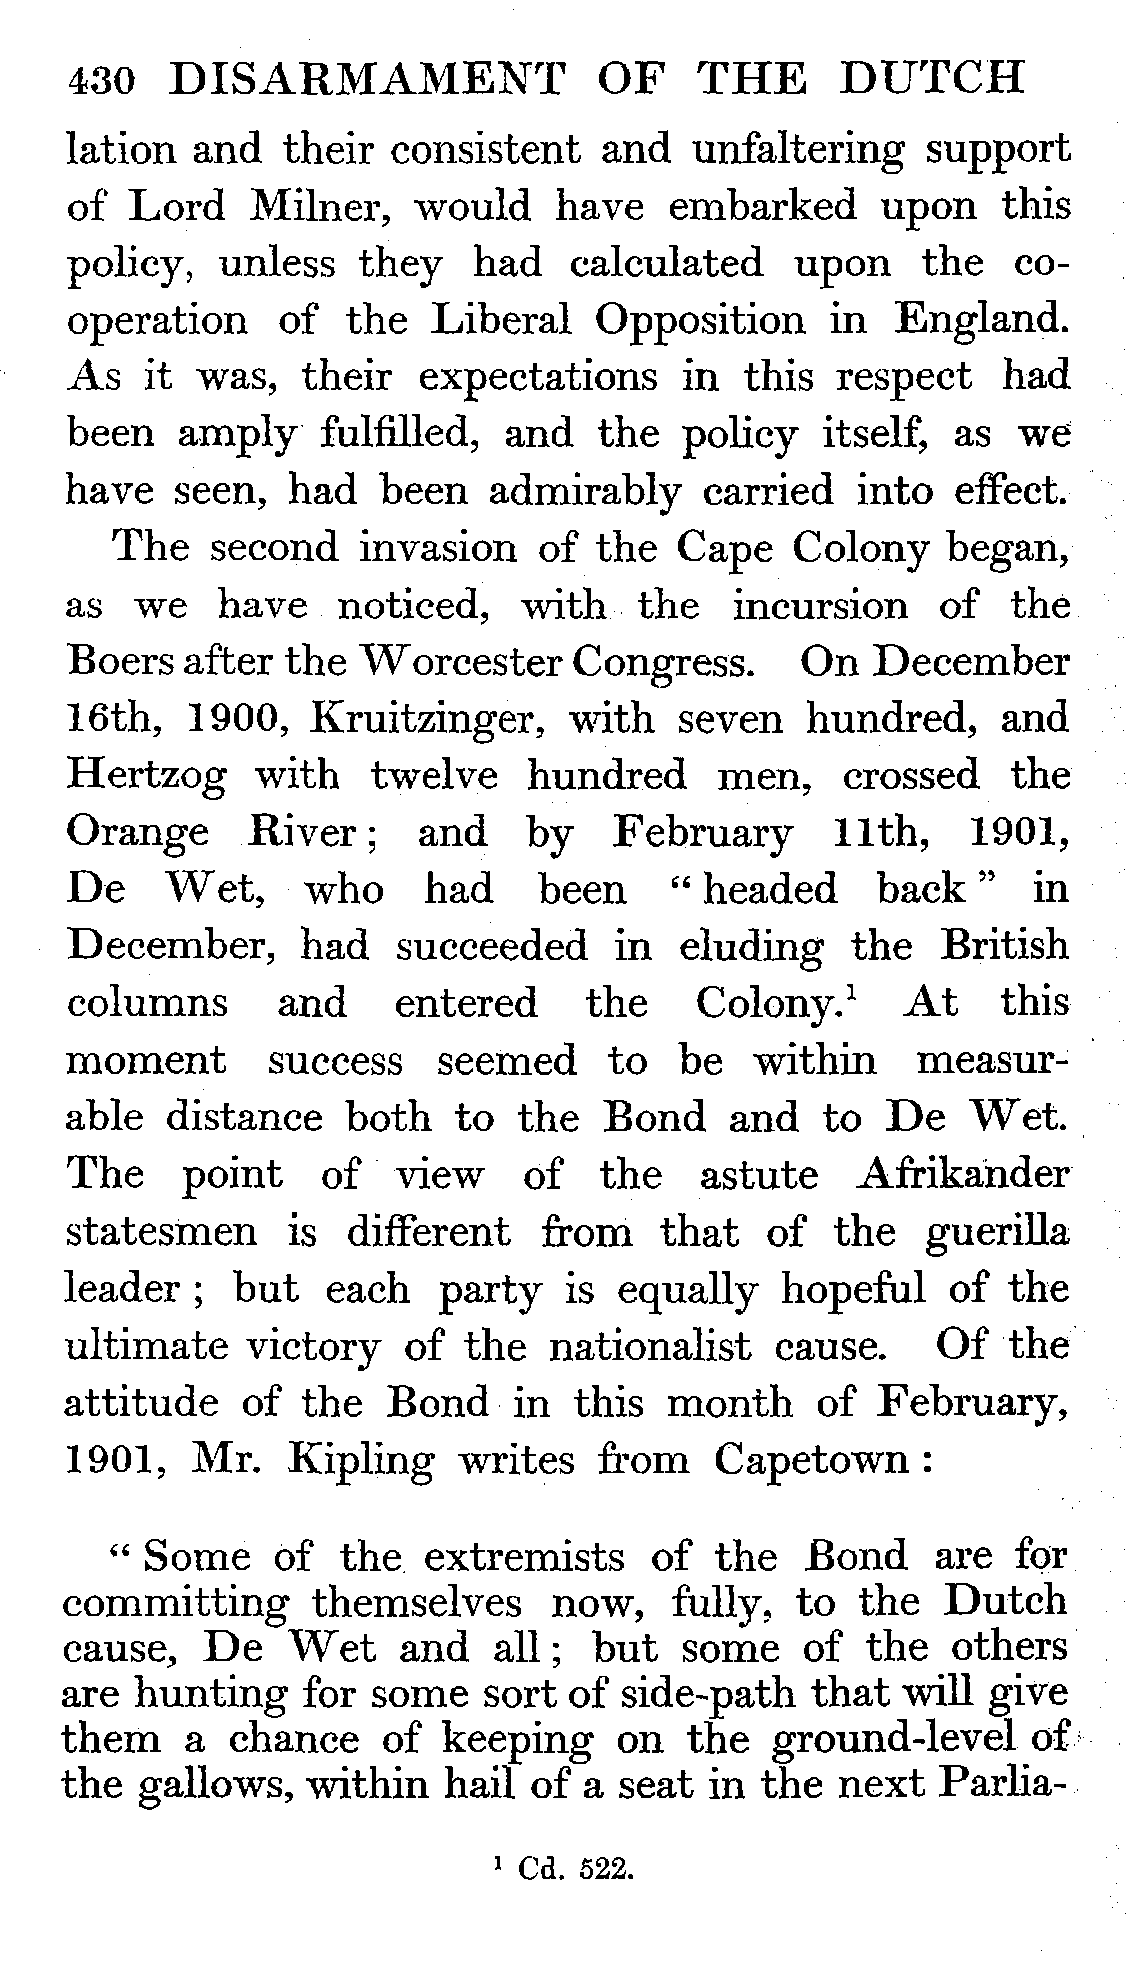 430 DISARMAMENT OF THE DUTCH
lation and their consistent and unfaltering support
of Lord Milner, would have embarked upon this
policy, unless they had calculated upon the co-
operation of the Liberal Opposition in England.
As it was, their expectations in this respect had
been amply fulfilled, and the policy itself, as we
have seen, had been admirably carried into effect.
The second invasion of the Cape Colony began,
as we have noticed, with the incursion of the
Boers after the Worcester Congress. On December
16th, 1900, Kruitzinger, with seven hundred, and
Hertzog with twelve hundred men, crossed the
Orange River ; and by February 11th, 1901,
De Wet, who had been “ headed back ” in
December, had succeeded in eluding the British
columns and entered the Colony.¹ At this
moment success seemed to be within measur-
able distance both to the Bond and to De Wet.
The point of view of the astute Afrikander
statesmen is different from that of the guerilla
leader ; but each party is equally hopeful of the
ultimate victory of the nationalist cause. Of the
attitude of the Bond in this month of February,
1901, Mr. Kipling writes from Capetown :
“ Some of the extremists of the Bond are for
committing themselves now, fully, to the Dutch
cause, De Wet and all ; but some of the others
are hunting for some sort of side-path that will give
them a chance of keeping on the ground-level of
the gallows, within hail of a seat in the next Parlia-
¹ Cd. 522.